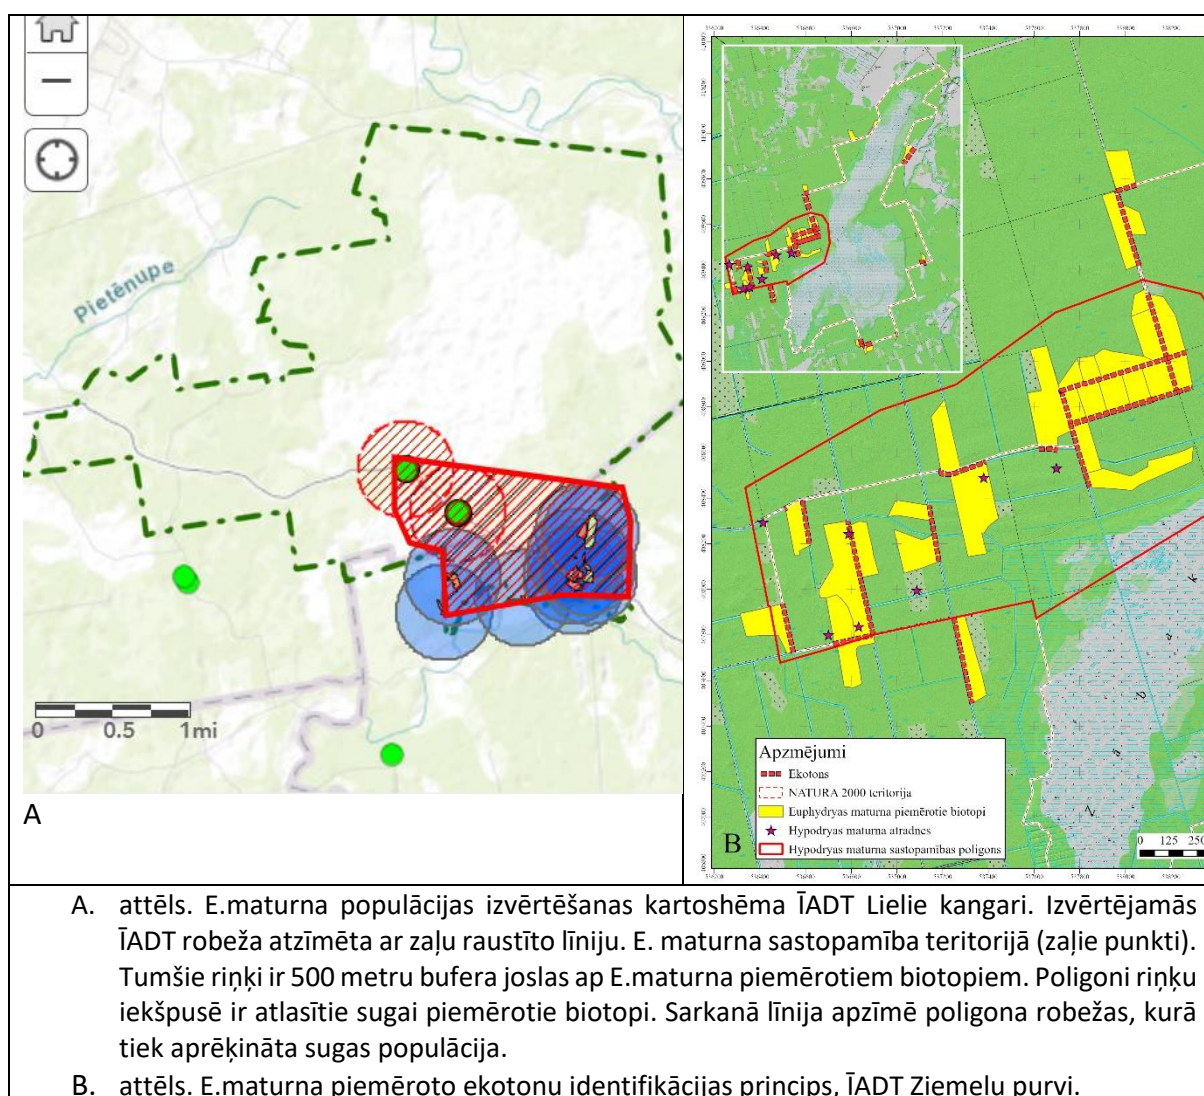 Pietēnupe
0 0.5 1mi
A
Apzmējumi
Ekotons
NATURA 2000 teritorija
Euphydryas maturna piemērotie biotopi
Hypodryas maturna atradnes
Hypodryas maturna sastopamības poligons
B
0 125 250
A. attēls. E.maturna populācijas izvērtēšanas kartoshēma ĪADT Lielie kangari. Izvērtējamās
ĪADT robeža atzīmēta ar zaļu raustīto līniju. E. maturna sastopamība teritorijā (zaļie punkti).
Tumšie riņķi ir 500 metru bufera joslas ap E.maturna piemērotiem biotopiem. Poligoni riņķu
iekšpusē ir atlasītie sugai piemērotie biotopi. Sarkanā līnija apzīmē poligona robežas, kurā
tiek aprēķināta sugas populācija.
B. attēls. E.maturna piemēroto ekotonu identifikācijas princips, ĪADT Ziemeļu purvi.